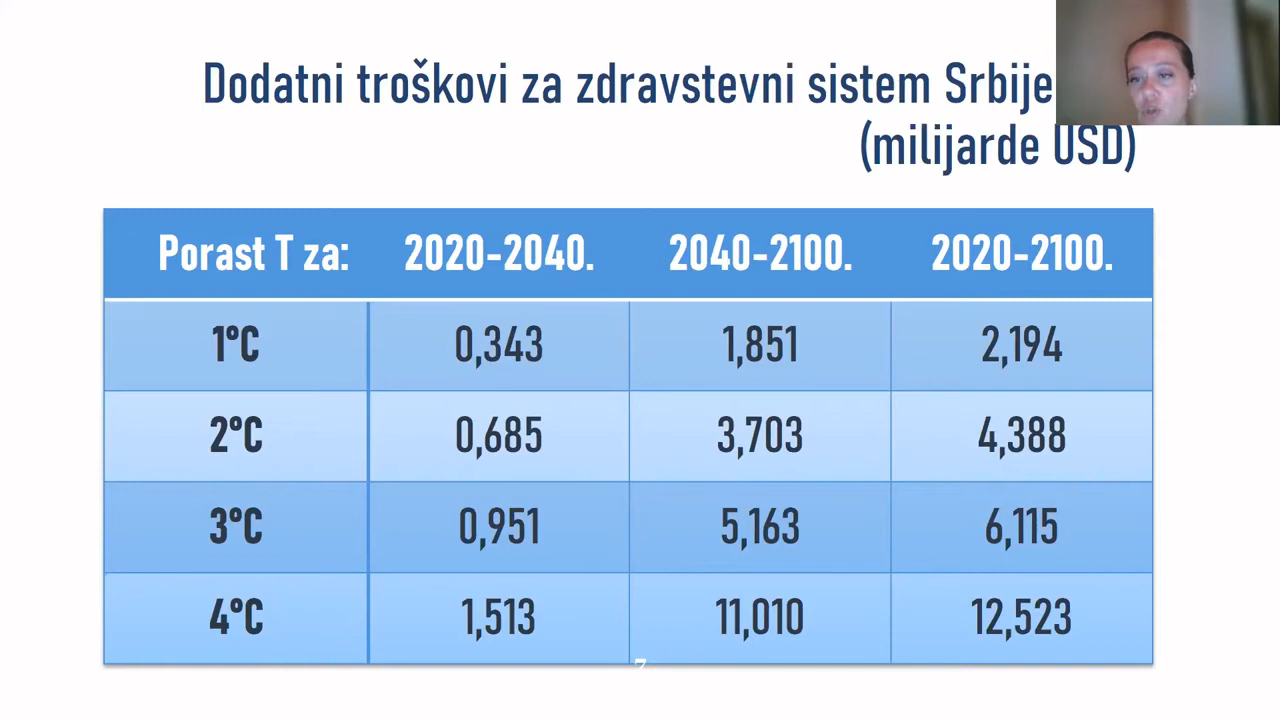 Dodatni troškovi za zdravstevni sistem Srbije
(milijarde USD)
Porast T za: 2020-2040. 2040-2100. 2020-2100.
1°C 0,343 1,851 2,194
2°C 0,685 3,703 4,388
3°C 0,951 5,163 6,115
4°C 1,513 11,010 12,523
7